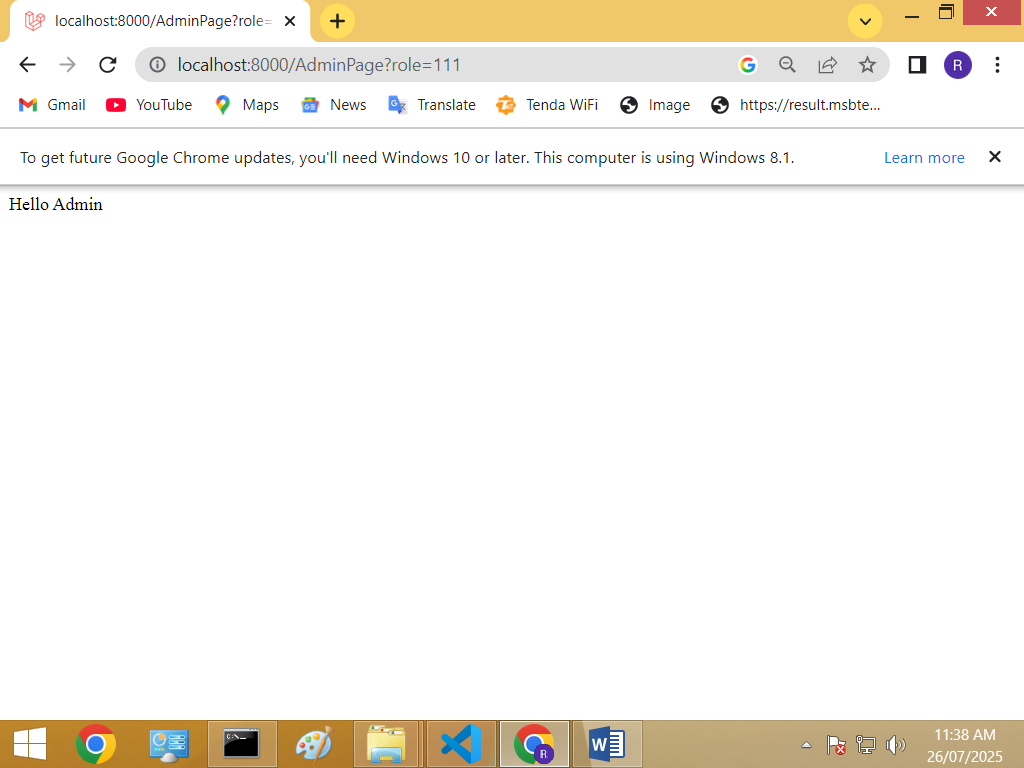 localhost:8000/AdminPage?role=
localhost:8000/AdminPage?role=111
R
Gmail YouTube Maps News Translate Tenda WiFi Image https://result.msbte...
To get future Google Chrome updates, you'll need Windows 10 or later. This computer is using Windows 8.1. Learn more
Hello Admin
11:38 AM
26/07/2025